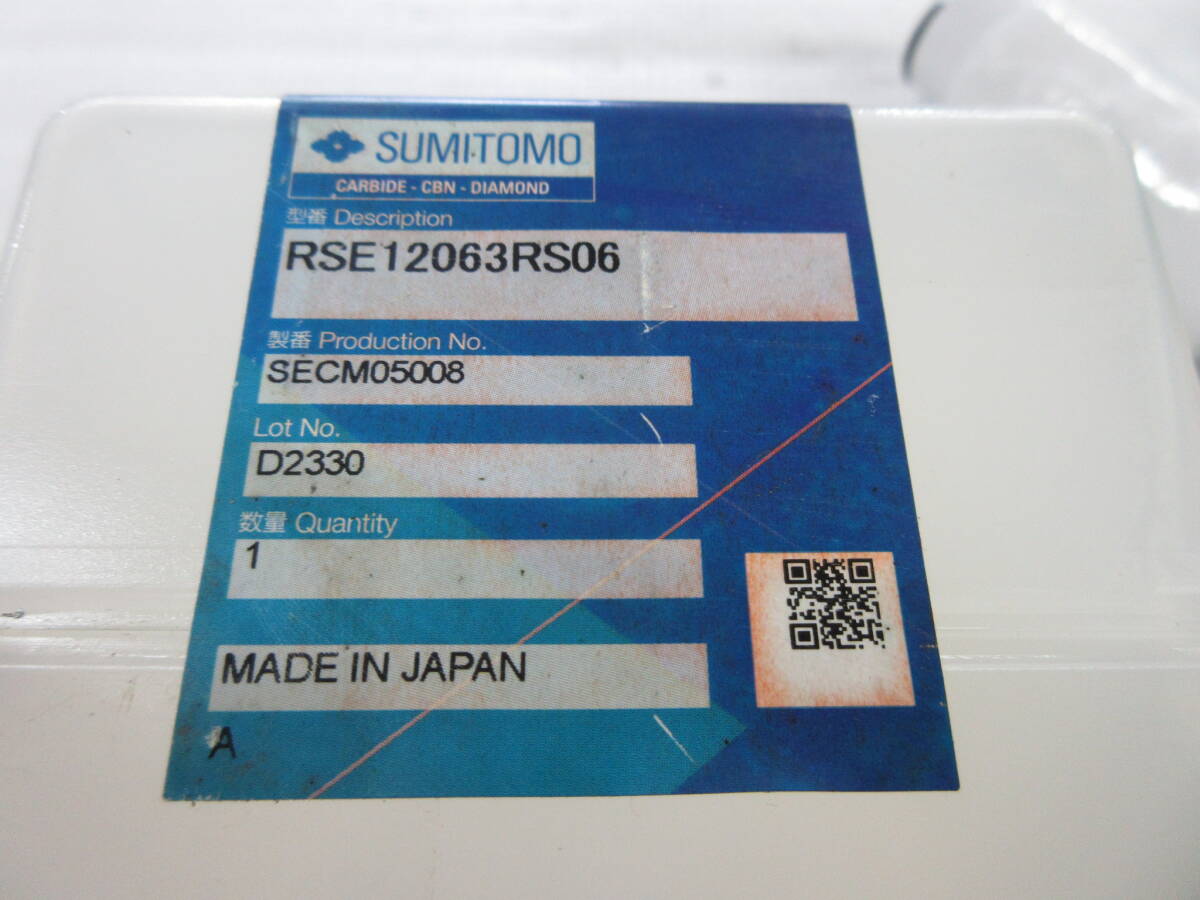 SUMITOMO
CARBIDE - CBN - DIAMOND
型番 Description
RSE12063RS06
製番 Production No.
SECM05008
Lot No.
D2330
数量 Quantity
1
MADE IN JAPAN
A